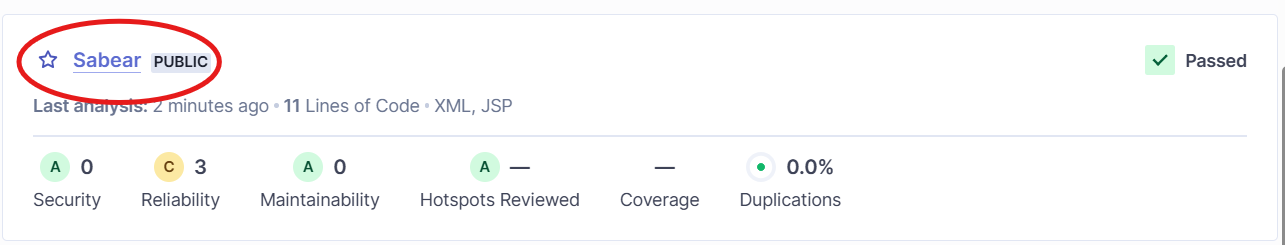 Sabear PUBLIC Passed
Last analysis: 2 minutes ago • 11 Lines of Code • XML, JSP
A 0 C 3 A 0 A — — 0.0%
Security Reliability Maintainability Hotspots Reviewed Coverage Duplications